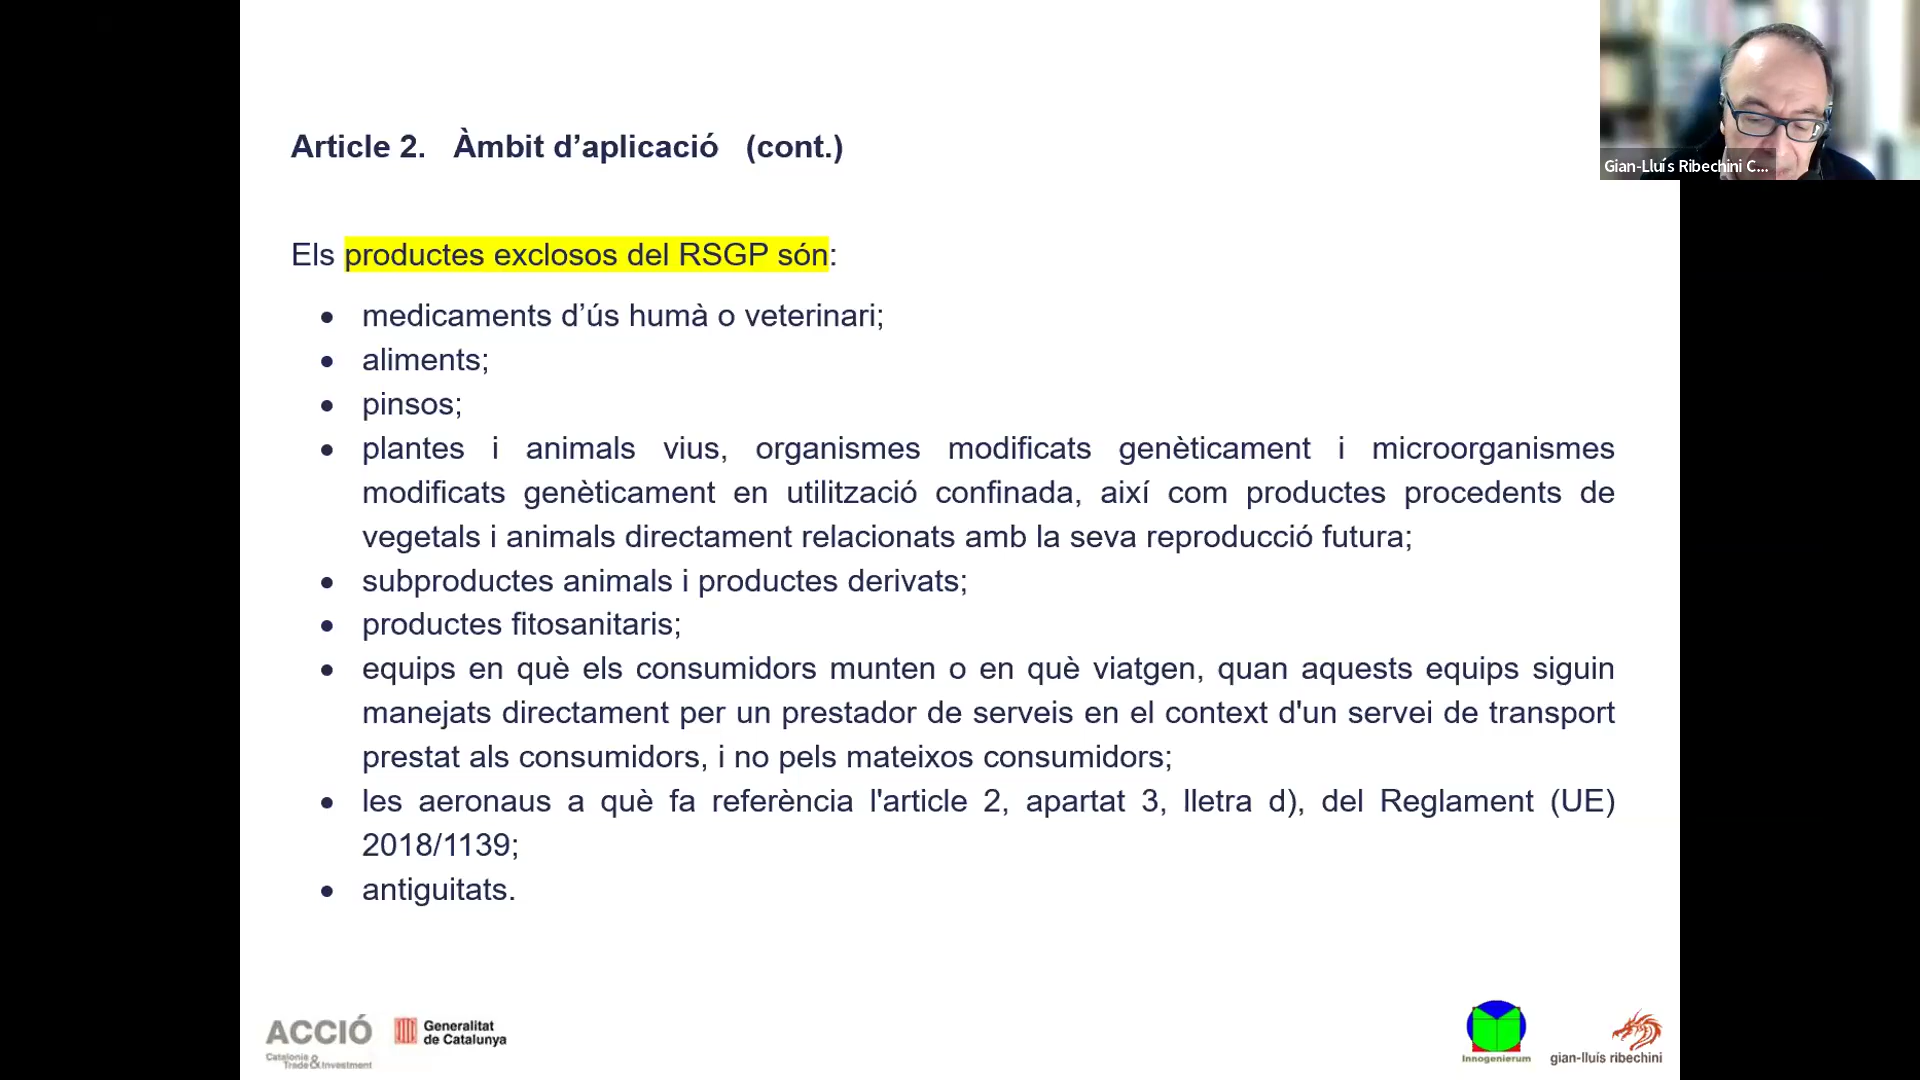 Article 2. Àmbit d’aplicació (cont.)
Gian-Lluís Ribechini C...
Els productes exclosos del RSGP són:
• medicaments d’ús humà o veterinari;
• aliments;
• pinsos;
• plantes i animals vius, organismes modificats genèticament i microorganismes
modificats genèticament en utilització confinada, així com productes procedents de
vegetals i animals directament relacionats amb la seva reproducció futura;
• subproductes animals i productes derivats;
• productes fitosanitaris;
• equips en què els consumidors munten o en què viatgen, quan aquests equips siguin
manejats directament per un prestador de serveis en el context d'un servei de transport
prestat als consumidors, i no pels mateixos consumidors;
• les aeronaus a què fa referència l'article 2, apartat 3, lletra d), del Reglament (UE)
2018/1139;
• antiguitats.
ACCIÓ
Catalonia
Trade & Investment
Generalitat
de Catalunya
Innogenierum
gian-lluís ribechini